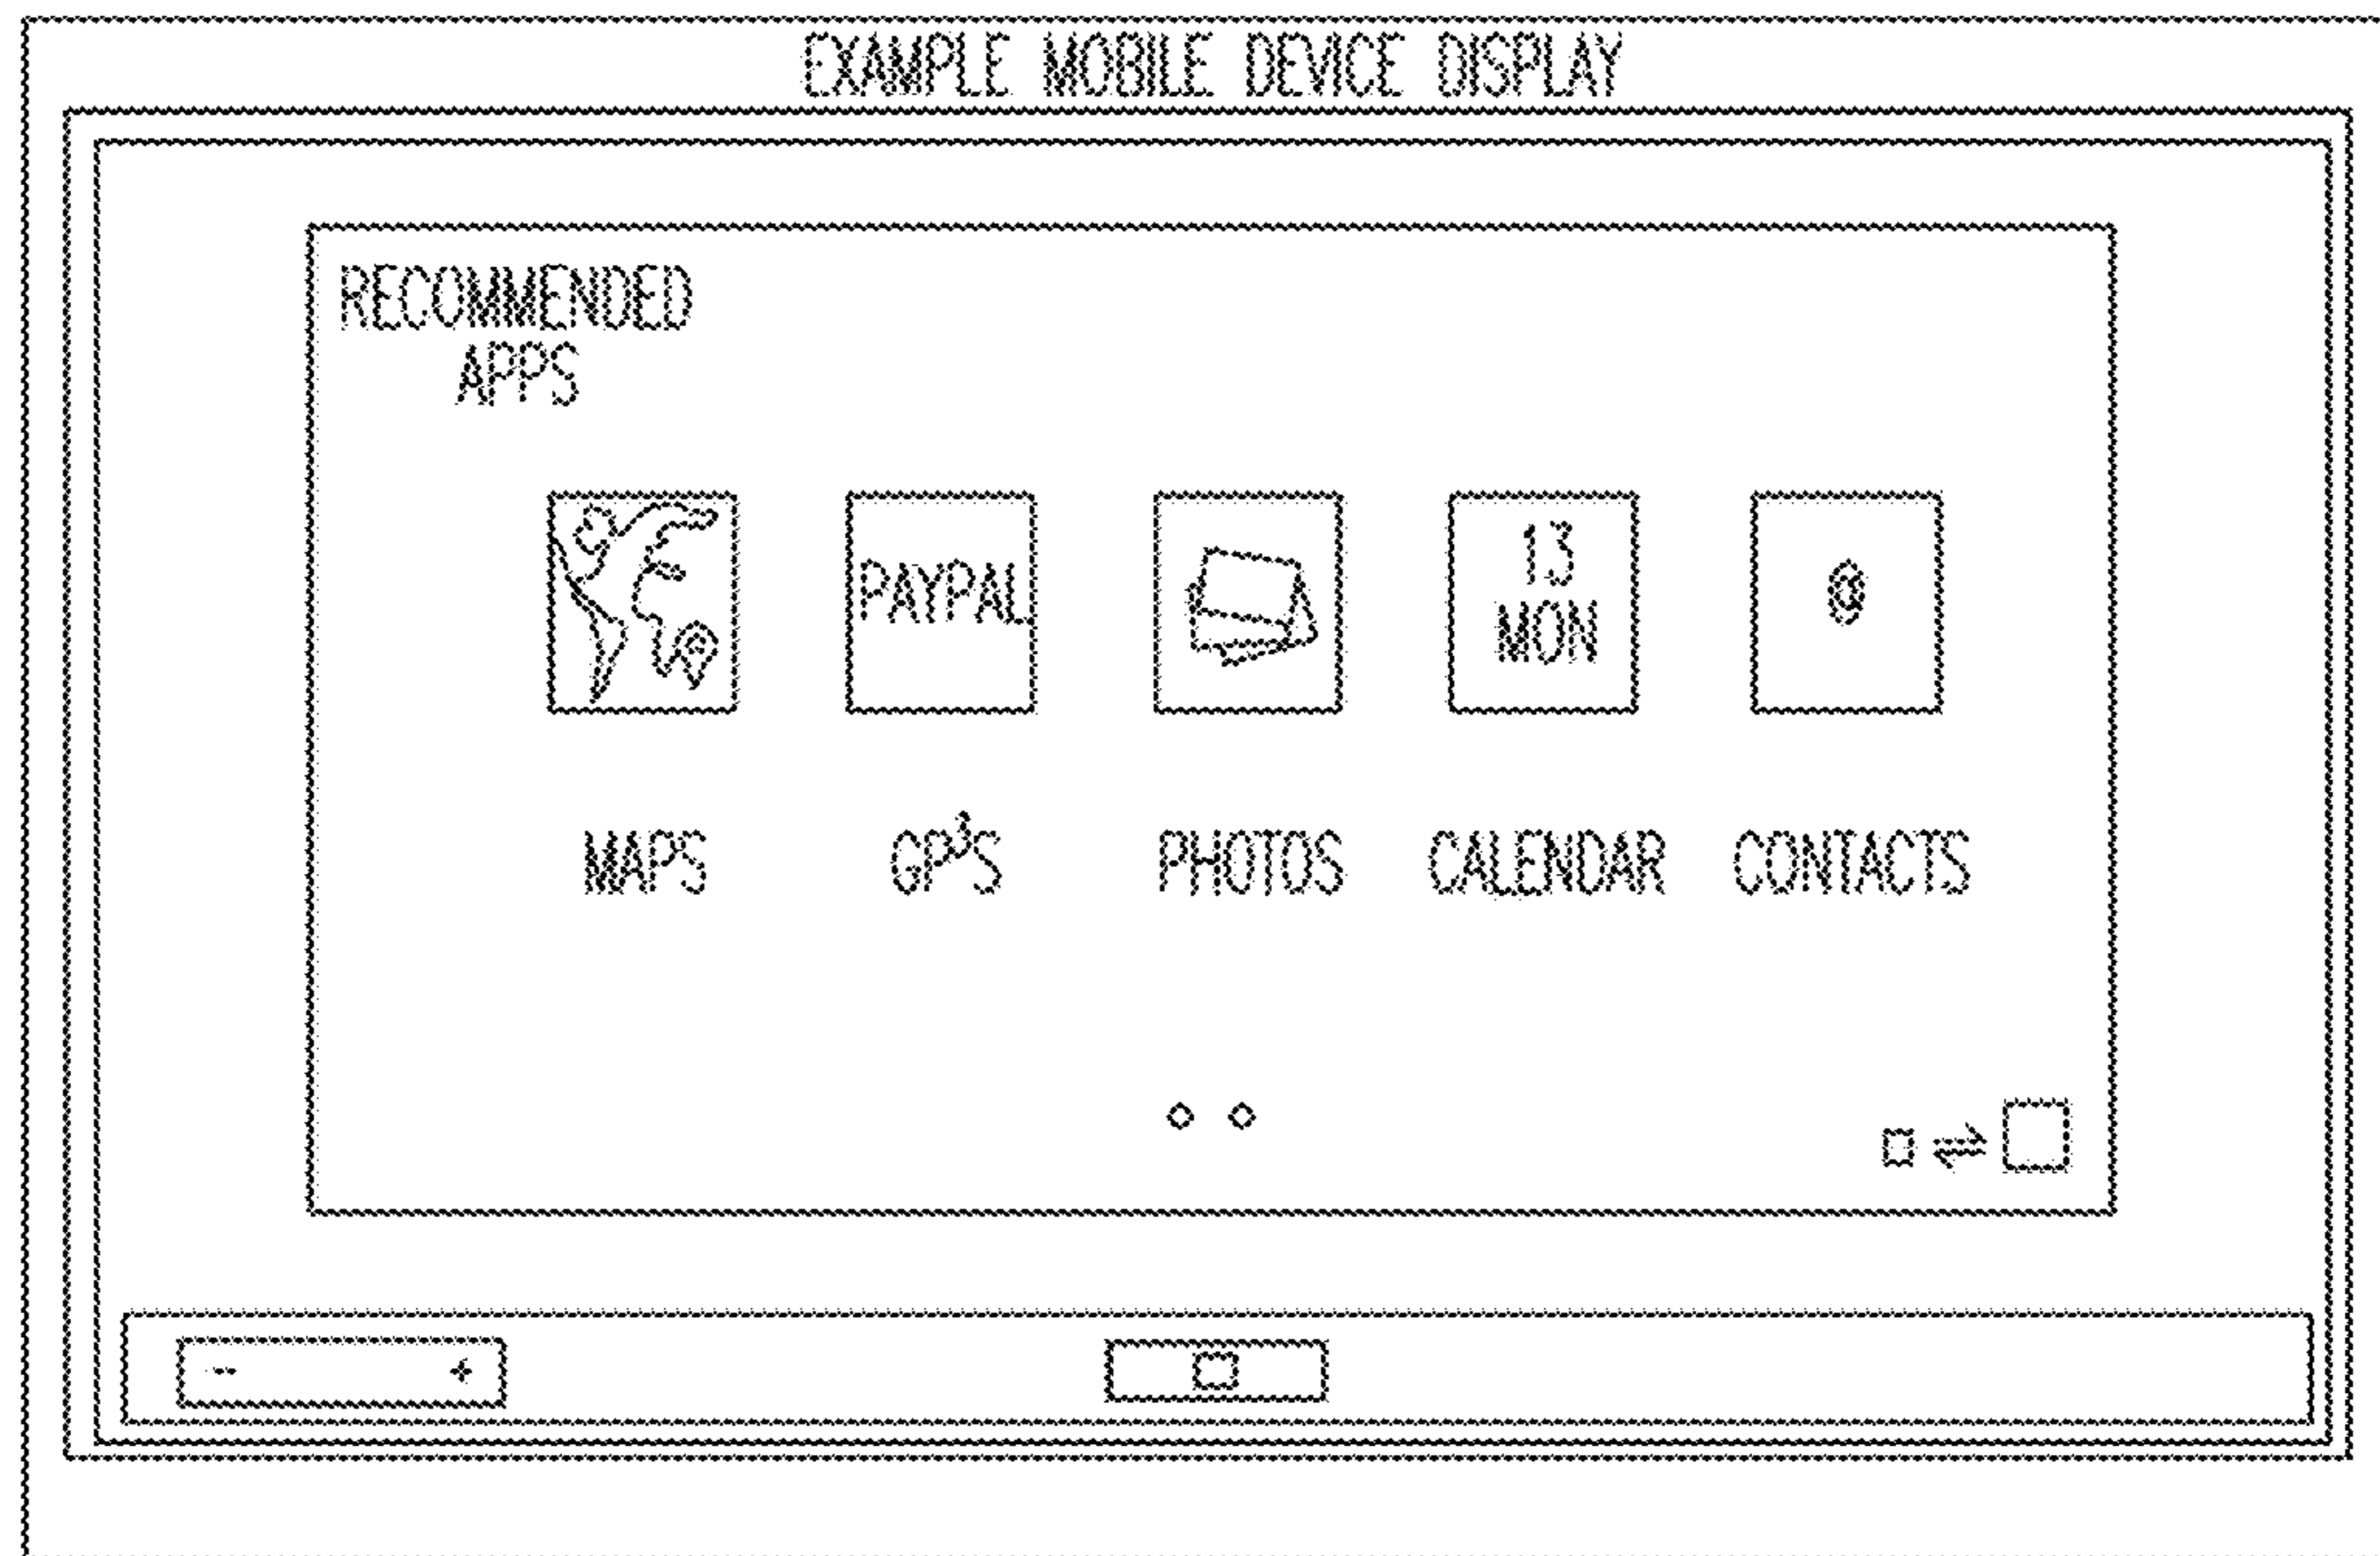 EXAMPLE MOBILE DEVICE DISPLAY
RECOMMENDED
APPS
PAYPAL
13
MON
@
MAPS GP³S PHOTOS CALENDAR CONTACTS
- +